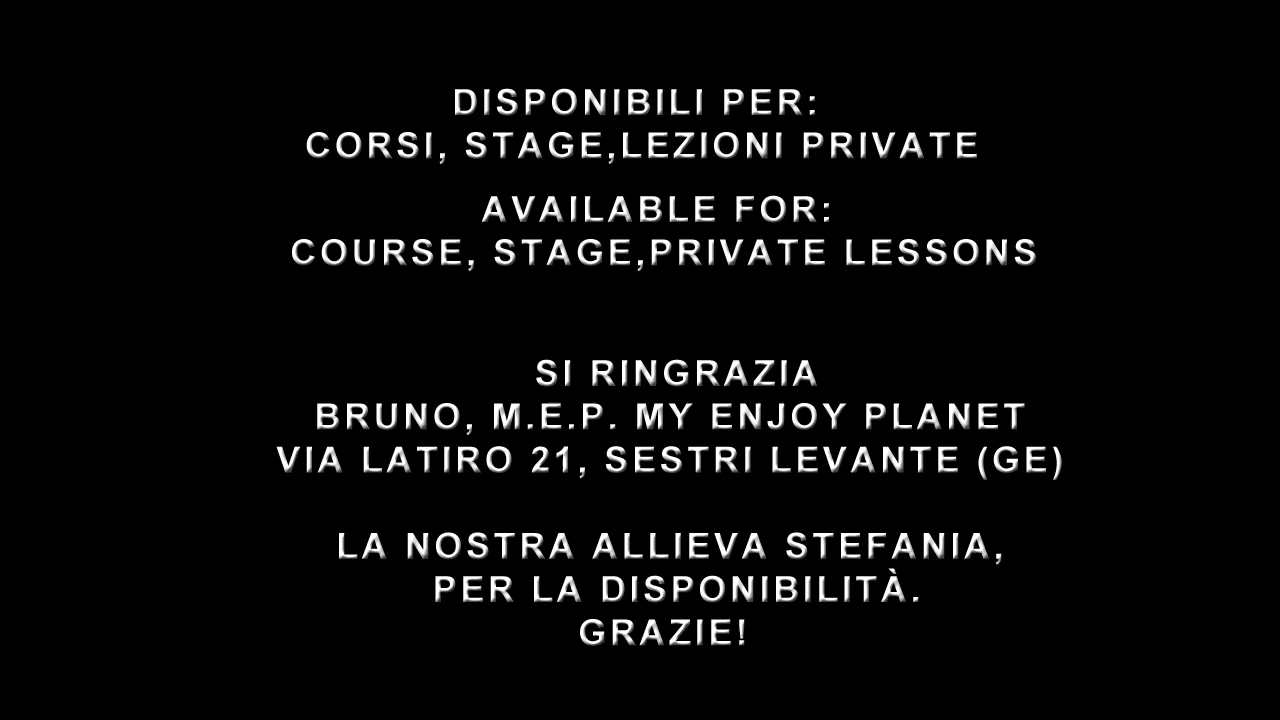 DISPONIBILI PER:
CORSI, STAGE,LEZIONI PRIVATE
AVAILABLE FOR:
COURSE, STAGE,PRIVATE LESSONS
SI RINGRAZIA
BRUNO, M.E.P. MY ENJOY PLANET
VIA LATIRO 21, SESTRI LEVANTE (GE)
LA NOSTRA ALLIEVA STEFANIA,
PER LA DISPONIBILITÀ.
GRAZIE!